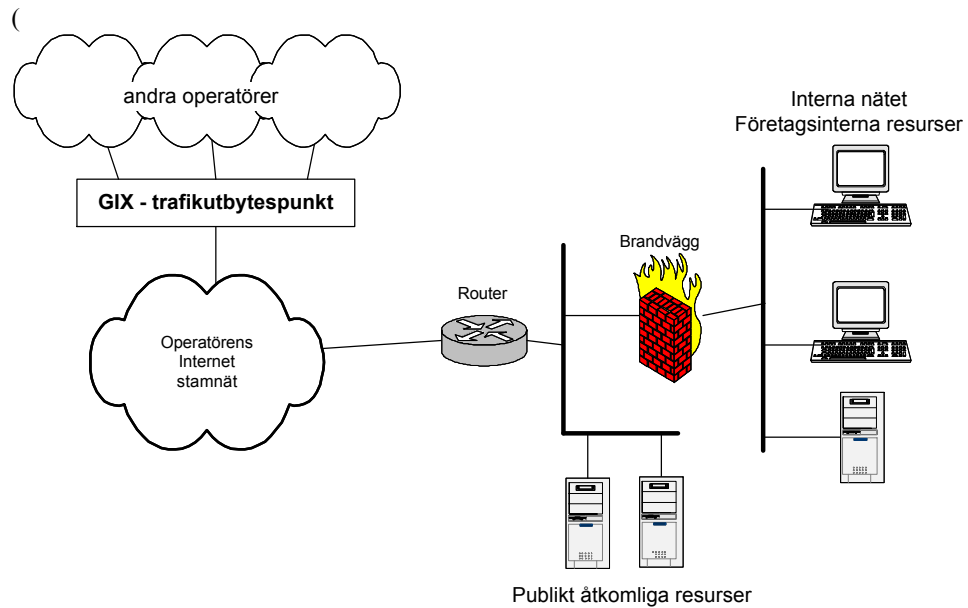 (
andra operatörer
Interna nätet
Företagsinterna resurser
GIX - trafikutbytespunkt
Brandvägg
Router
Operatörens
Internet
stamnät
Publikt åtkomliga resurser